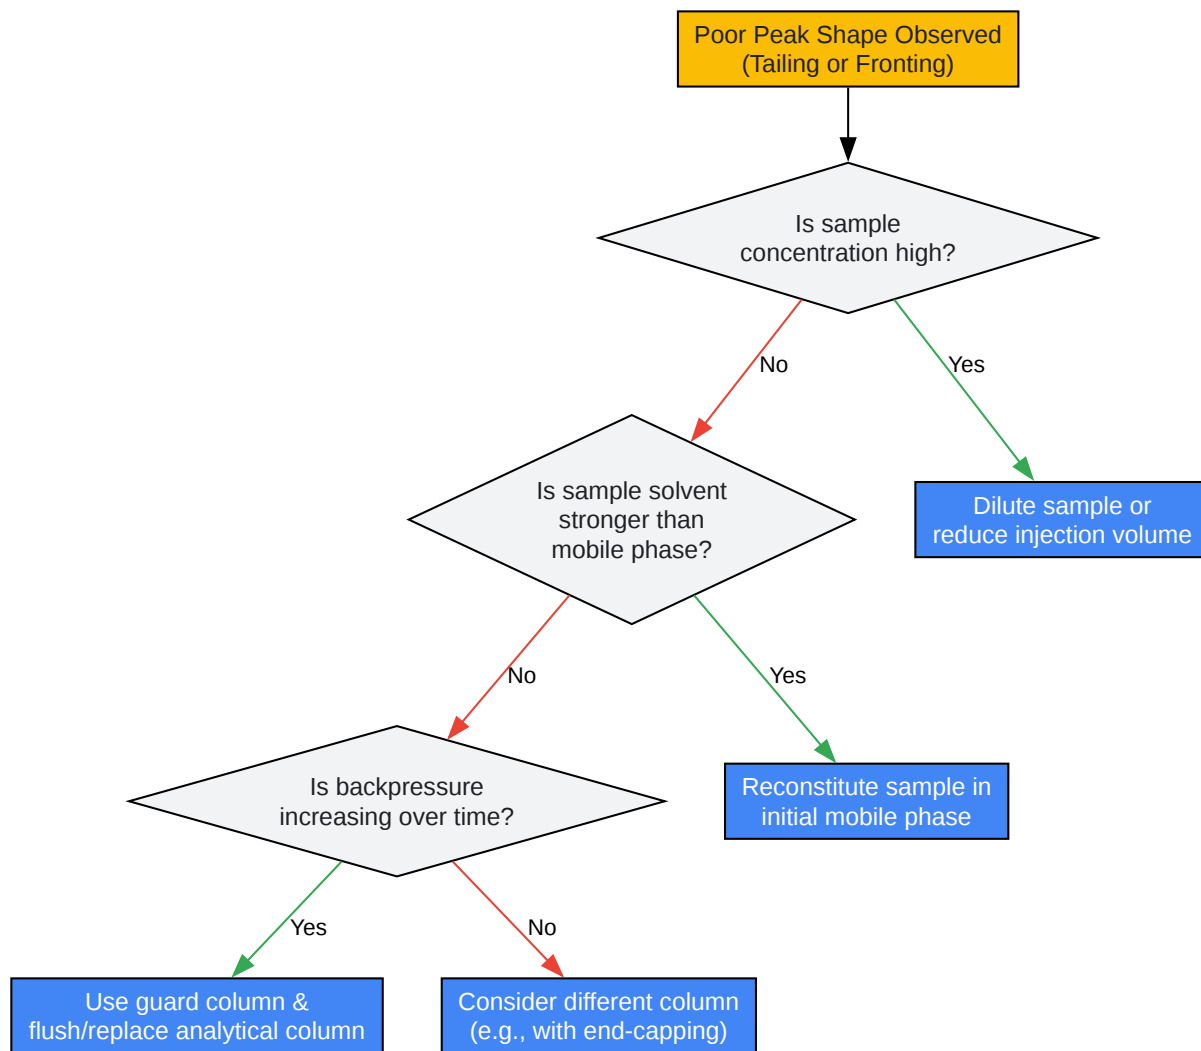 Poor Peak Shape Observed
(Tailing or Fronting)
Is sample
concentration high?
No
Yes
Is sample solvent
stronger than
mobile phase?
Dilute sample or
reduce injection volume
No
Yes
Is backpressure
increasing over time?
Reconstitute sample in
initial mobile phase
Yes
No
Use guard column &
flush/replace analytical column
Consider different column
(e.g., with end-capping)